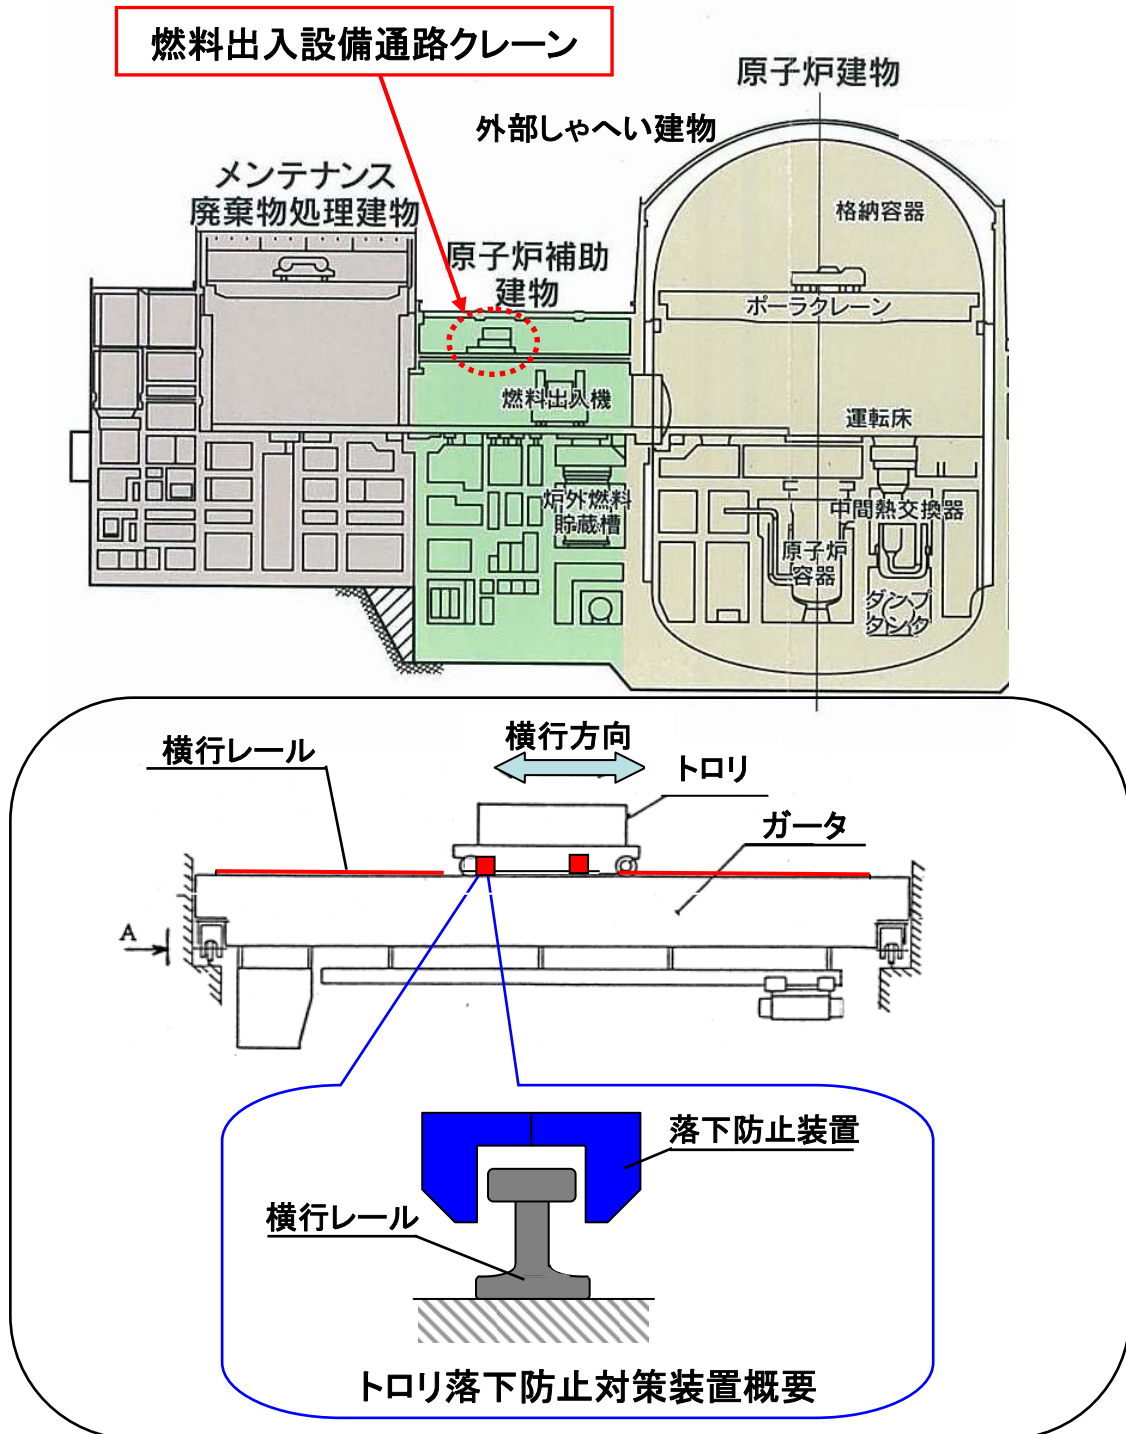 燃料出入設備通路クレーン
原子炉建物
外部しゃへい建物
メンテナンス
廃棄物処理建物
原子炉補助
建物
格納容器
ポーラクレーン
燃料出入機
運転床
炉外燃料
貯蔵槽
中間熱交換器
原子炉
容器
ダンプ
タンク
横行方向
横行レール
トロリ
ガータ
A
落下防止装置
横行レール
トロリ落下防止対策装置概要